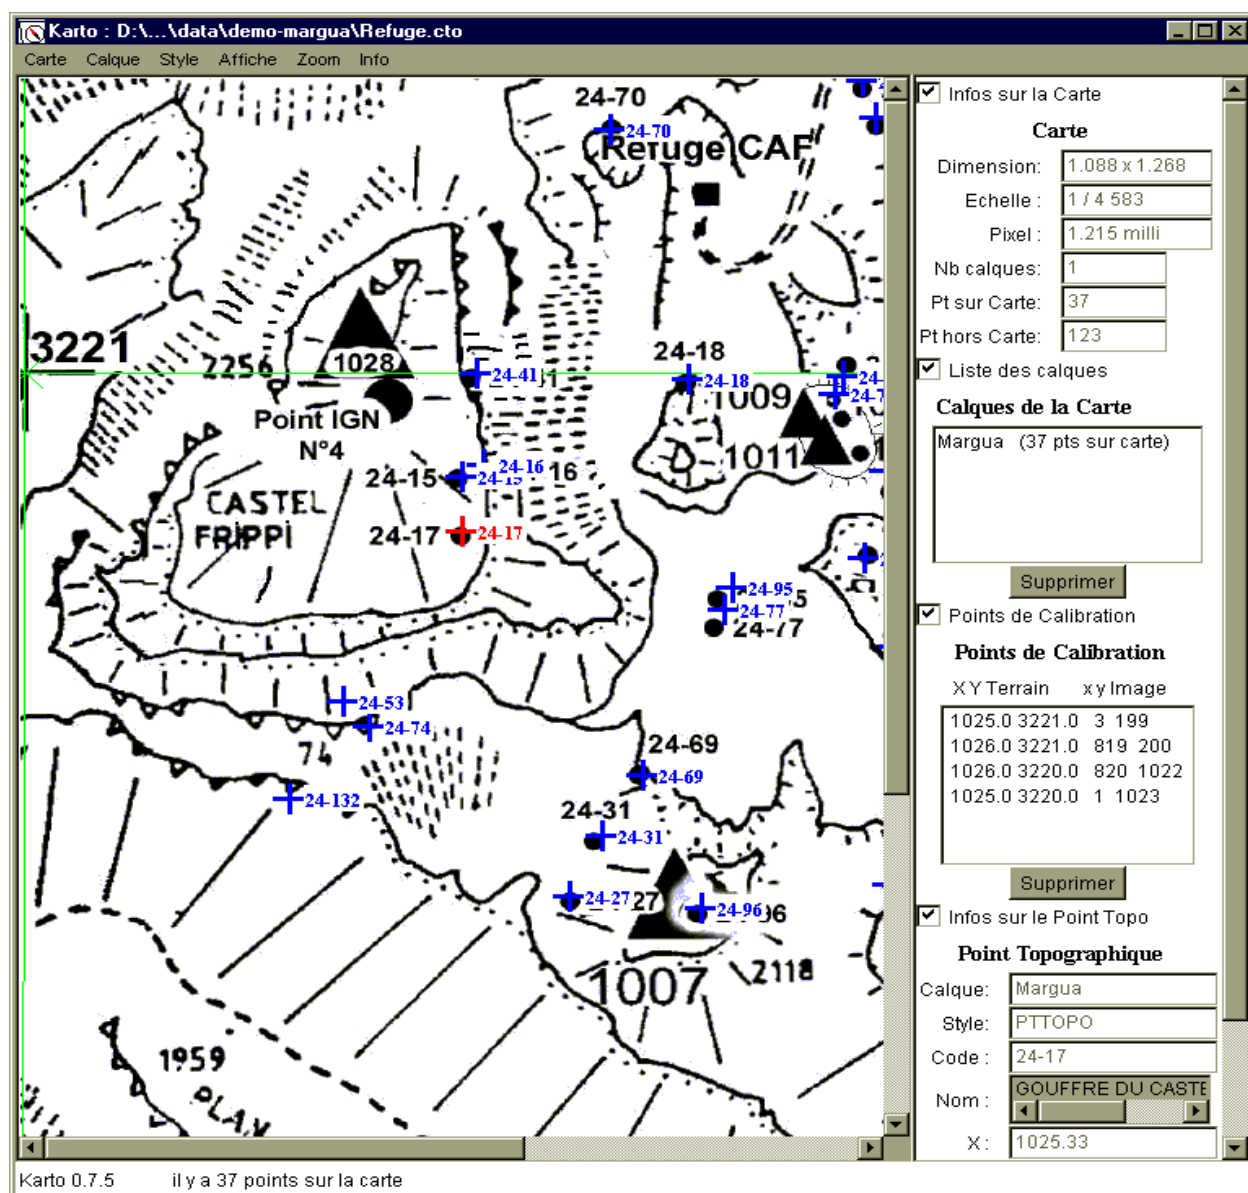 Karto : D:\...\data\demo-margua\Refuge.cto
Carte Calque Style Affiche Zoom Info
24-70
24-70
Refuge CAF
3221
2256
1028
24-41
24-18
24-18
1009
1011
Point IGN
N°4
24-16
24-15
24-15
16
CASTEL
FRIPPI
24-17
24-17
24-95
5
24-77
24-77
24-53
24-74
74
24-132
24-69
24-69
24-31
24-31
24-27
27
24-96
96
1007
2118
1959
PLAN
Infos sur la Carte
Carte
Dimension: 1.088 x 1.268
Echelle : 1 / 4 583
Pixel : 1.215 milli
Nb calques: 1
Pt sur Carte: 37
Pt hors Carte: 123
Liste des calques
Calques de la Carte
Margua (37 pts sur carte)
Supprimer
Points de Calibration
Points de Calibration
X Y Terrain x y Image
1025.0 3221.0 3 199
1026.0 3221.0 819 200
1026.0 3220.0 820 1022
1025.0 3220.0 1 1023
Supprimer
Infos sur le Point Topo
Point Topographique
Calque: Margua
Style: PTTOPO
Code : 24-17
Nom : GOUFFRE DU CASTE
X : 1025.33
Karto 0.7.5 il y a 37 points sur la carte